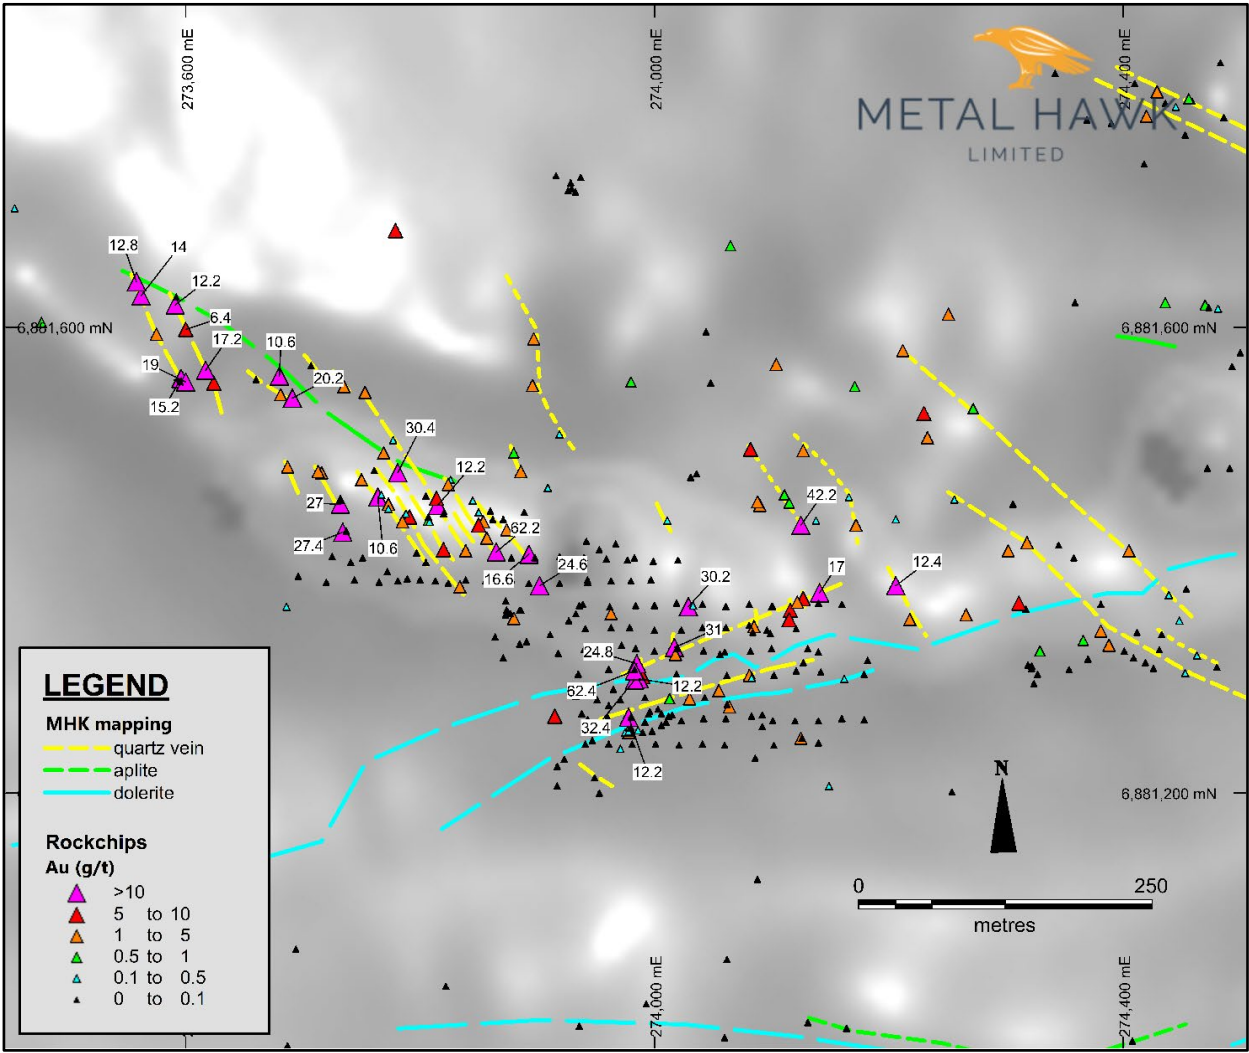 273,600 mE
274,000 mE
274,400 mE
METAL HAWK
LIMITED
12.8
14
12.2
6,881,600 mN
6.4
6,881,600 mN
17.2
10.6
19
20.2
15.2
30.4
12.2
27
42.2
62.2
27.4
10.6
16.6
24.6
17
12.4
30.2
31
24.8
62.4
12.2
32.4
12.2
LEGEND
MHK mapping
quartz vein
aplite
dolerite
N
6,881,200 mN
Rockchips
Au (g/t)
>10
5 to 10
1 to 5
0.5 to 1
0.1 to 0.5
0 to 0.1
0 250
metres
274,000 mE
274,400 mE